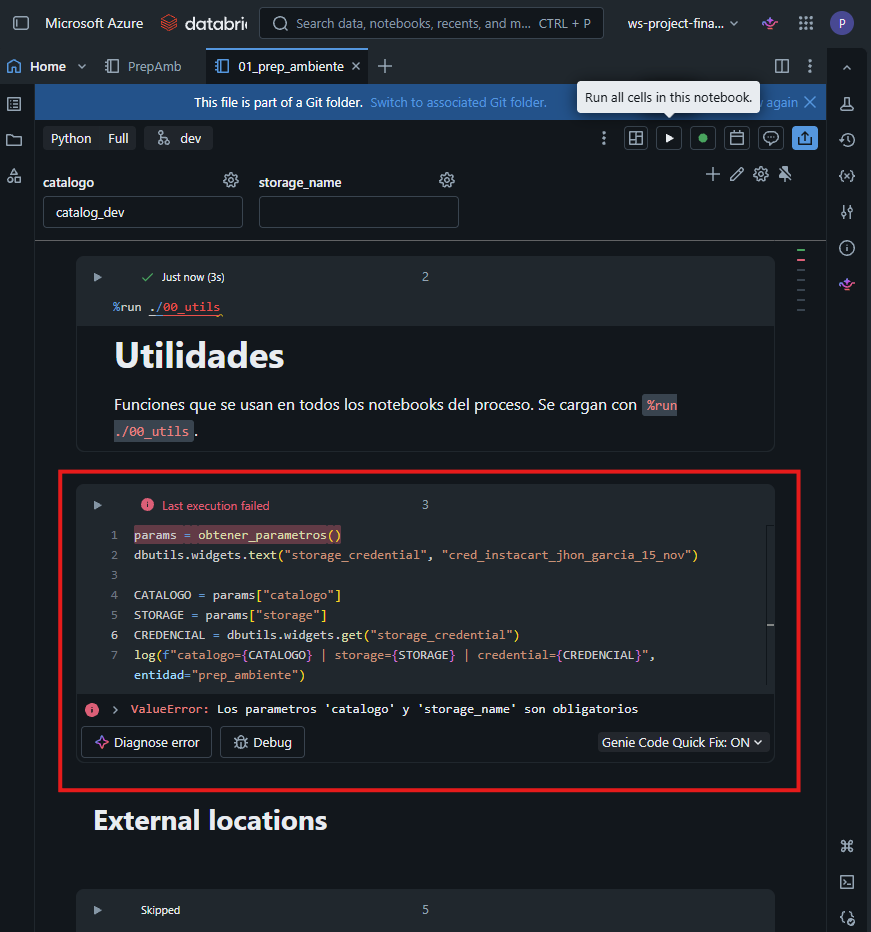 Microsoft Azure databri Search data, notebooks, recents, and m... CTRL + P ws-project-fina... P
Home PrepAmb 01_prep_ambiente
This file is part of a Git folder. Switch to associated Git folder. again
Run all cells in this notebook.
Python Full dev
catalogo storage_name
catalog_dev
Just now (3s) 2
%run ./00_utils
Utilidades
Funciones que se usan en todos los notebooks del proceso. Se cargan con %run
./00_utils .
Last execution failed 3
1 params = obtener_parametros()
2 dbutils.widgets.text("storage_credential", "cred_instacart_jhon_garcia_15_nov")
3
4 CATALOGO = params["catalogo"]
5 STORAGE = params["storage"]
6 CREDENCIAL = dbutils.widgets.get("storage_credential")
7 log(f"catalogo={CATALOGO} | storage={STORAGE} | credential={CREDENCIAL}",
entidad="prep_ambiente")
ValueError: Los parametros 'catalogo' y 'storage_name' son obligatorios
Diagnose error Debug Genie Code Quick Fix: ON
External locations
Skipped 5